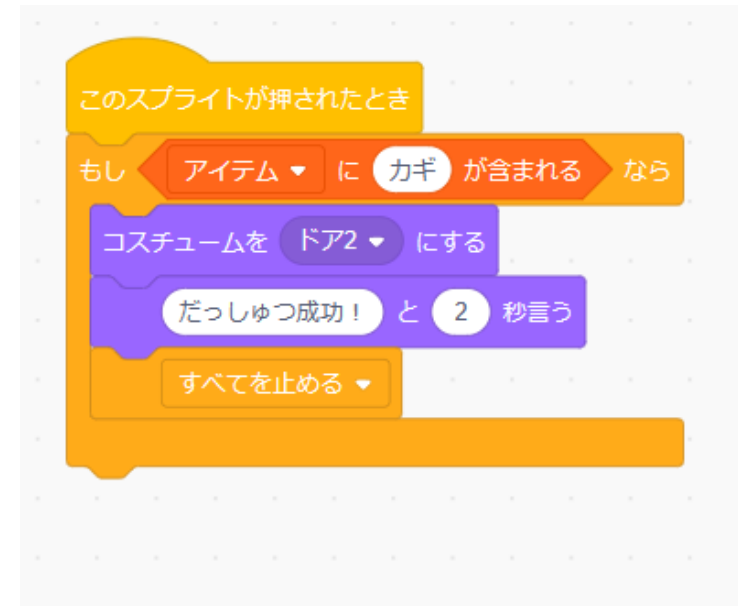 このスプライトが押されたとき
もし アイテム に カギ が含まれる なら
コスチュームを ドア2 にする
だっしゅつ成功！ と 2 秒言う
すべてを止める